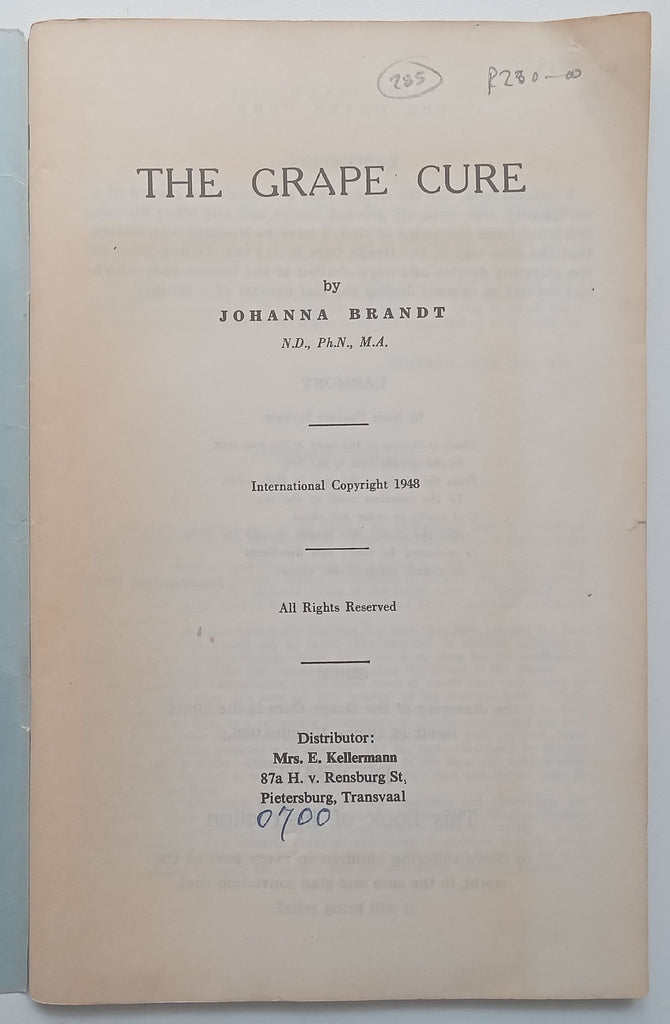 285 R230-00
THE GRAPE CURE
by
JOHANNA BRANDT
N.D., Ph.N., M.A.
International Copyright 1948
All Rights Reserved
Distributor:
Mrs. E. Kellermann
87a H. v. Rensburg St,
Pietersburg, Transvaal
0700